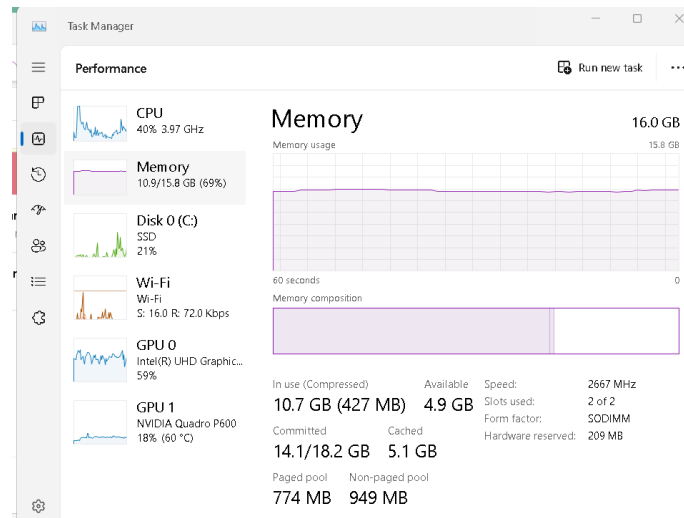 Task Manager
Performance
Run new task
CPU
40% 3.97 GHz
Memory
10.9/15.8 GB (69%)
Disk 0 (C:)
SSD
21%
Wi-Fi
Wi-Fi
S: 16.0 R: 72.0 Kbps
GPU 0
Intel(R) UHD Graphic...
59%
GPU 1
NVIDIA Quadro P600
18% (60 °C)
Memory
16.0 GB
Memory usage
15.8 GB
60 seconds
0
Memory composition
In use (Compressed)
10.7 GB (427 MB)
Available
4.9 GB
Committed
14.1/18.2 GB
Cached
5.1 GB
Paged pool
774 MB
Non-paged pool
949 MB
Speed: 2667 MHz
Slots used: 2 of 2
Form factor: SODIMM
Hardware reserved: 209 MB